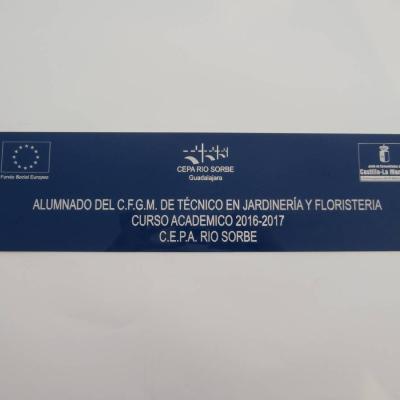 Fondo Social Europeo
CEPA RIO SORBE
Guadalajara
Castilla-La Man
ALUMNADO DEL C.F.G.M. DE TÉCNICO EN JARDINERÍA Y FLORISTERIA
CURSO ACADEMICO 2016-2017
C.E.P.A. RIO SORBE